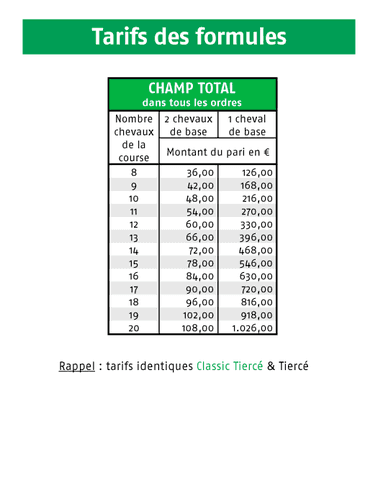 Tarifs des formules
CHAMP TOTAL
dans tous les ordres
Nombre chevaux de la course 2 chevaux de base 1 cheval de base
Montant du pari en €
8 36,00 126,00
9 42,00 168,00
10 48,00 216,00
11 54,00 270,00
12 60,00 330,00
13 66,00 396,00
14 72,00 468,00
15 78,00 546,00
16 84,00 630,00
17 90,00 720,00
18 96,00 816,00
19 102,00 918,00
20 108,00 1.026,00
Rappel : tarifs identiques Classic Tiercé & Tiercé